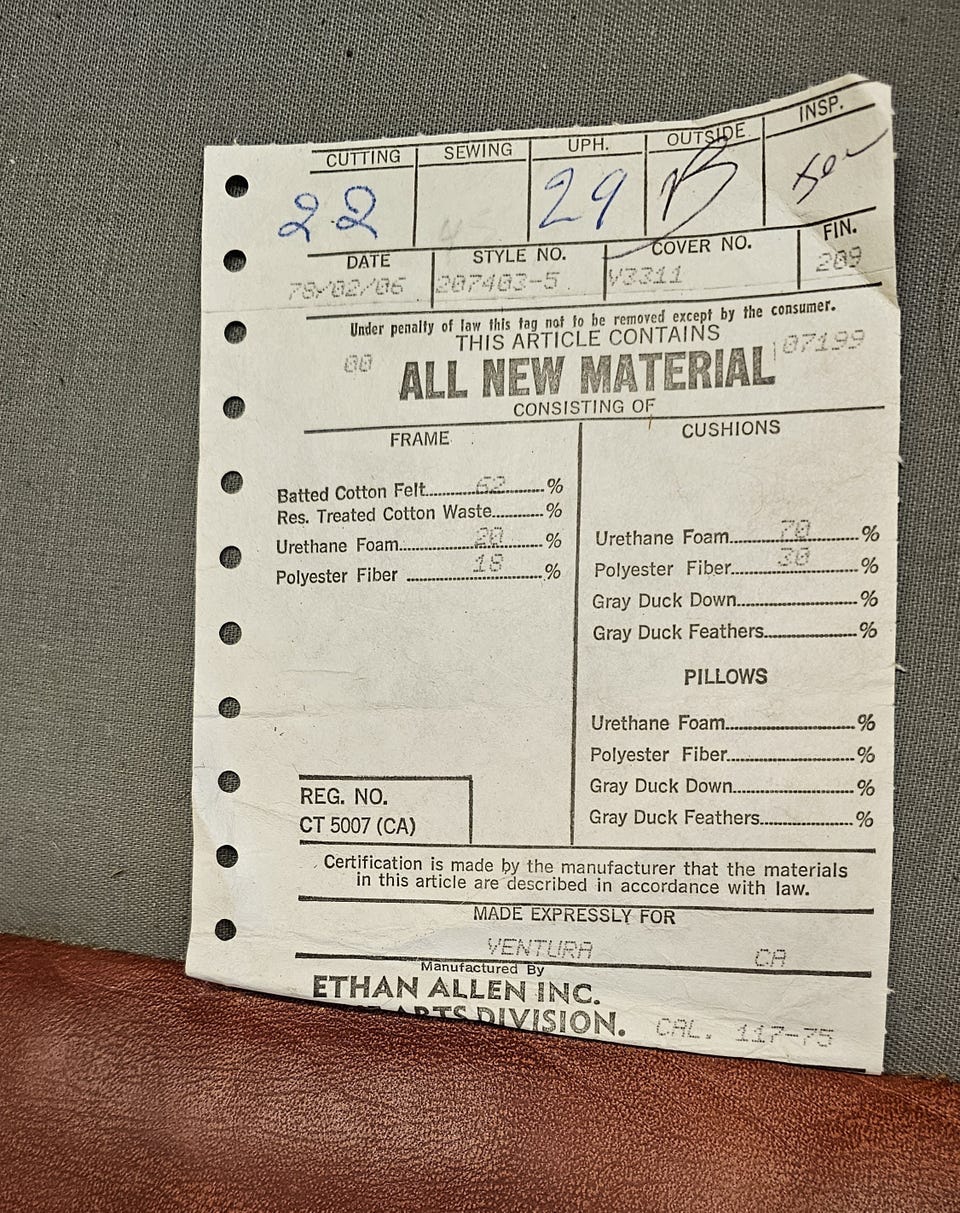 CUTTING SEWING UPH. OUTSIDE INSP.
22 45 29 B
DATE STYLE NO. COVER NO. FIN.
78/02/06 207403-5 V3311 209
Under penalty of law this tag not to be removed except by the consumer.
THIS ARTICLE CONTAINS
00 ALL NEW MATERIAL 07199
CONSISTING OF
FRAME
Batted Cotton Felt 62 %
Res. Treated Cotton Waste %
Urethane Foam 20 %
Polyester Fiber 18 %
REG. NO.
CT 5007 (CA)
CUSHIONS
Urethane Foam 70 %
Polyester Fiber 30 %
Gray Duck Down %
Gray Duck Feathers %
PILLOWS
Urethane Foam %
Polyester Fiber %
Gray Duck Down %
Gray Duck Feathers %
Certification is made by the manufacturer that the materials
in this article are described in accordance with law.
MADE EXPRESSLY FOR
VENTURA CA
Manufactured By
ETHAN ALLEN INC.
ARTS DIVISION. CAL. 117-75